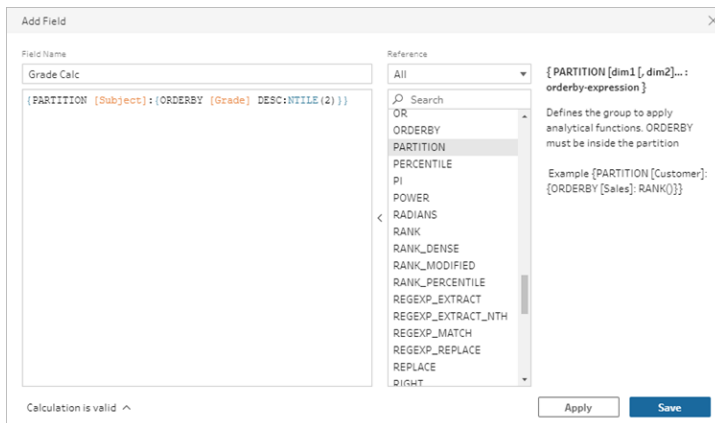 Add Field
Field Name
Grade Calc
{PARTITION [Subject]:{ORDERBY [Grade] DESC:NTILE(2)}}
Reference
All
Search
OR
ORDERBY
PARTITION
PERCENTILE
PI
POWER
RADIANS
RANK
RANK_DENSE
RANK_MODIFIED
RANK_PERCENTILE
REGEXP_EXTRACT
REGEXP_EXTRACT_NTH
REGEXP_MATCH
REGEXP_REPLACE
REPLACE
RIGHT
{ PARTITION [dim1 [, dim2]... :
orderby-expression }
Defines the group to apply
analytical functions. ORDERBY
must be inside the partition
Example {PARTITION [Customer]:
{ORDERBY [Sales]: RANK()}}
Calculation is valid
Apply
Save